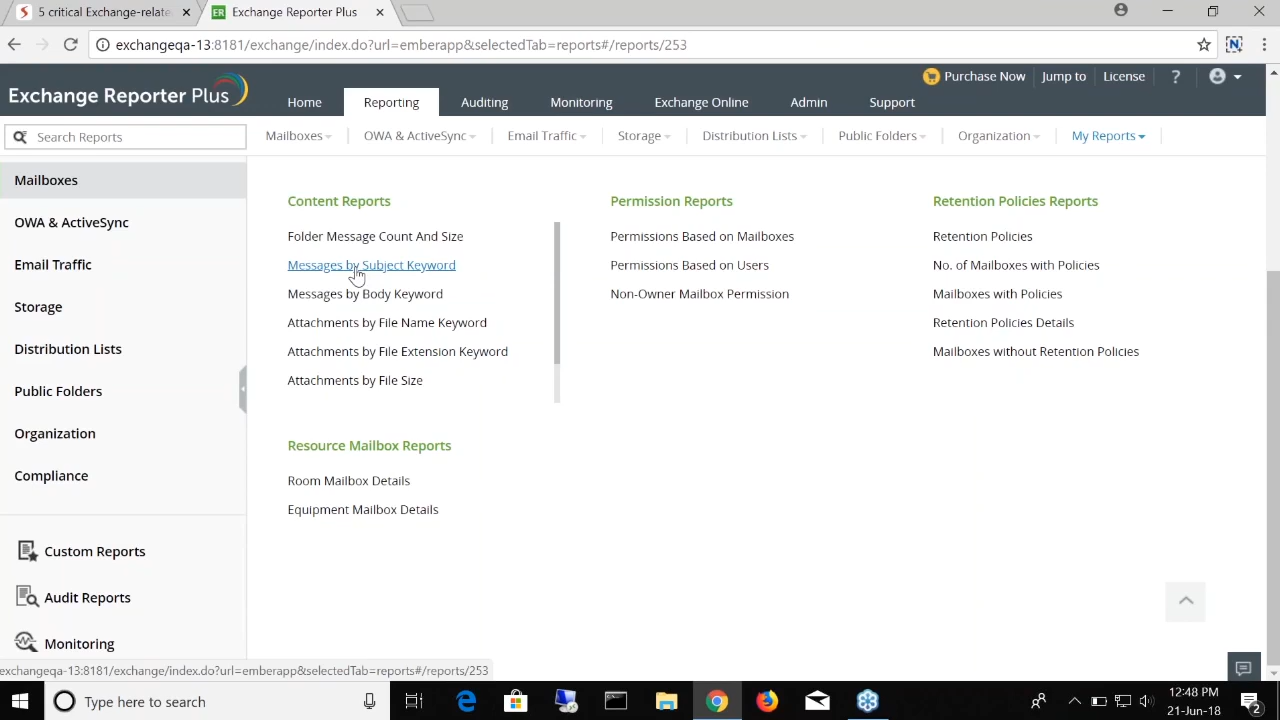 5 critical Exchange-relate
Exchange Reporter Plus
exchangeqa-13:8181/exchange/index.do?url=emberapp&selectedTab=reports#/reports/253
Exchange Reporter Plus
Purchase Now
Jump to
License
?
Home
Reporting
Auditing
Monitoring
Exchange Online
Admin
Support
Search Reports
Mailboxes
OWA & ActiveSync
Email Traffic
Storage
Distribution Lists
Public Folders
Organization
My Reports
Mailboxes
OWA & ActiveSync
Email Traffic
Storage
Distribution Lists
Public Folders
Organization
Compliance
Custom Reports
Audit Reports
Monitoring
Content Reports
Folder Message Count And Size
Messages by Subject Keyword
Messages by Body Keyword
Attachments by File Name Keyword
Attachments by File Extension Keyword
Attachments by File Size
Permission Reports
Permissions Based on Mailboxes
Permissions Based on Users
Non-Owner Mailbox Permission
Retention Policies Reports
Retention Policies
No. of Mailboxes with Policies
Mailboxes with Policies
Retention Policies Details
Mailboxes without Retention Policies
Resource Mailbox Reports
Room Mailbox Details
Equipment Mailbox Details
exchangeqa-13:8181/exchange/index.do?url=emberapp&selectedTab=reports#/reports/253
Type here to search
12:48 PM
21-Jun-18
2